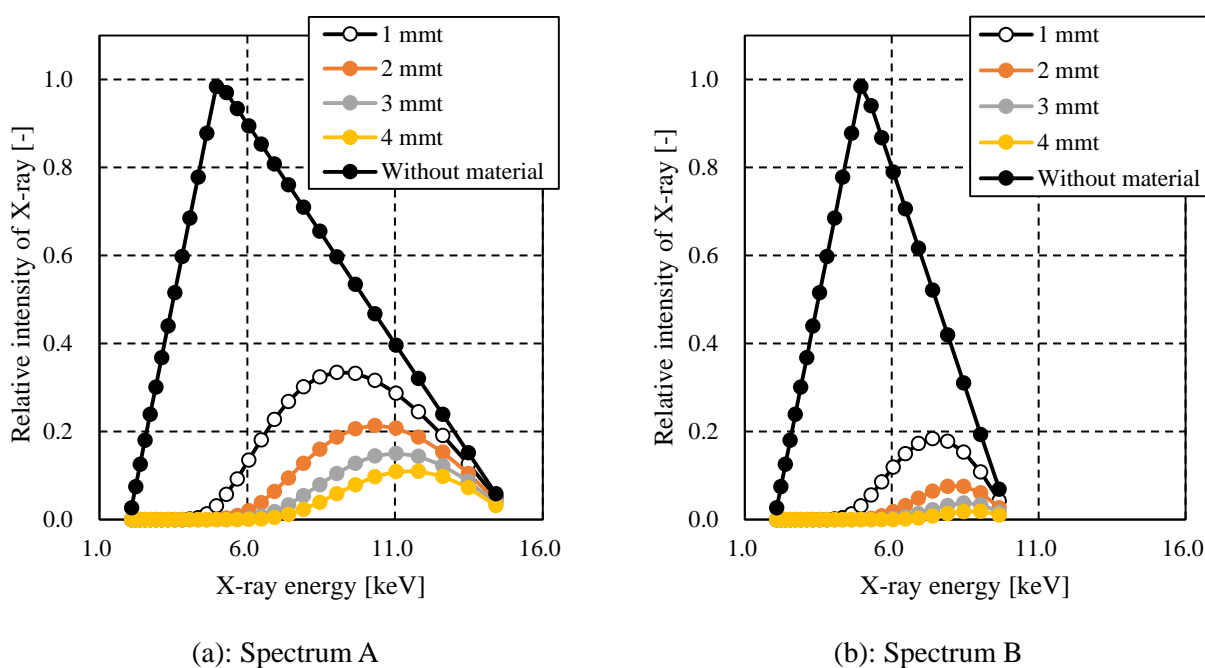 1 mmt
2 mmt
3 mmt
4 mmt
Without material
Relative intensity of X-ray [-]
1.0
0.8
0.6
0.4
0.2
0.0
1.0 6.0 11.0 16.0
X-ray energy [keV]
(a): Spectrum A
1 mmt
2 mmt
3 mmt
4 mmt
Without material
Relative intensity of X-ray [-]
1.0
0.8
0.6
0.4
0.2
0.0
1.0 6.0 11.0 16.0
X-ray energy [keV]
(b): Spectrum B